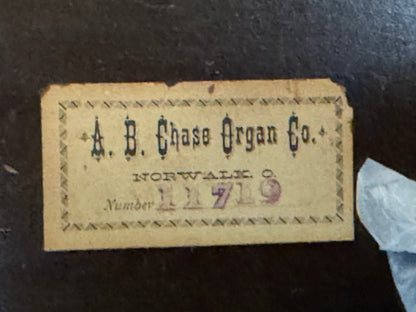 A. B. Chase Organ Co.
NORWALK, O.
Number 11719